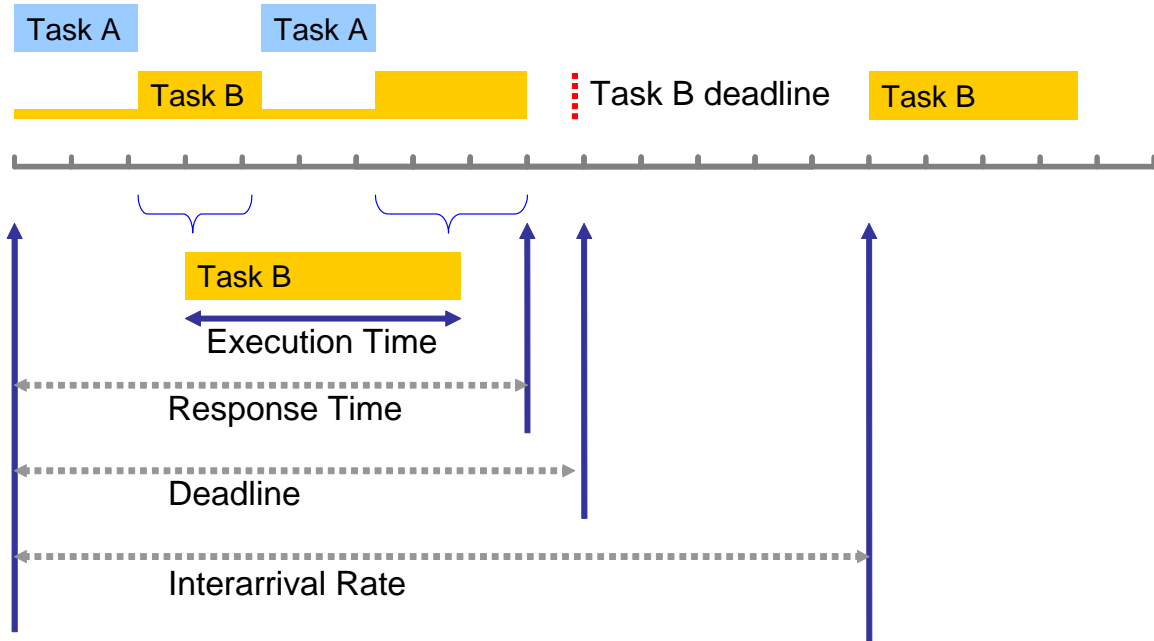 Task A
Task A
Task B
Task B deadline
Task B
Task B
Execution Time
Response Time
Deadline
Interarrival Rate